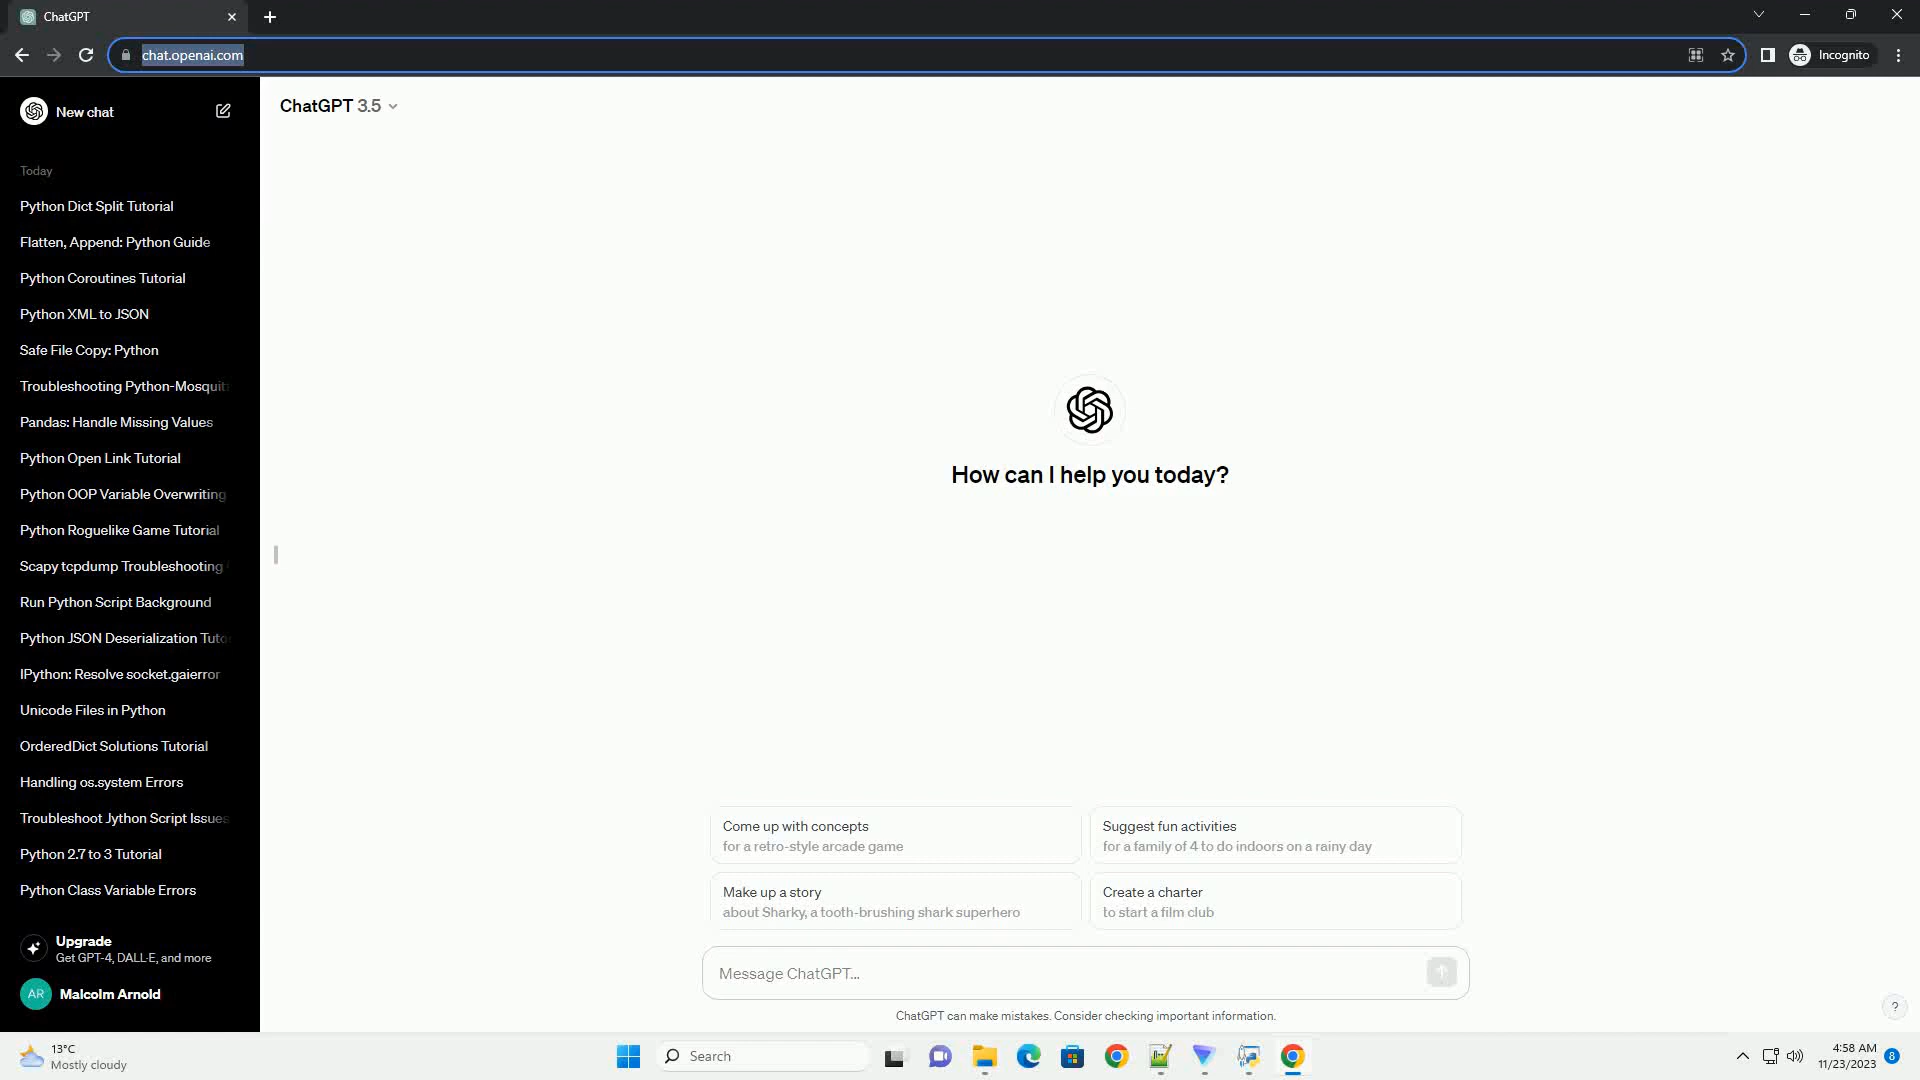 ChatGPT
chat.openai.com
Incognito
New chat
ChatGPT 3.5
Today
Python Dict Split Tutorial
Flatten, Append: Python Guide
Python Coroutines Tutorial
Python XML to JSON
Safe File Copy: Python
Troubleshooting Python-Mosquit
Pandas: Handle Missing Values
Python Open Link Tutorial
Python OOP Variable Overwriting
Python Roguelike Game Tutorial
Scapy tcpdump Troubleshooting
Run Python Script Background
Python JSON Deserialization Tuto
IPython: Resolve socket.gaierror
Unicode Files in Python
OrderedDict Solutions Tutorial
Handling os.system Errors
Troubleshoot Jython Script Issues
Python 2.7 to 3 Tutorial
Python Class Variable Errors
Upgrade
Get GPT-4, DALL·E, and more
AR
Malcolm Arnold
How can I help you today?
Come up with concepts
for a retro-style arcade game
Suggest fun activities
for a family of 4 to do indoors on a rainy day
Make up a story
about Sharky, a tooth-brushing shark superhero
Create a charter
to start a film club
Message ChatGPT...
ChatGPT can make mistakes. Consider checking important information.
?
13°C
Mostly cloudy
Search
4:58 AM
11/23/2023
8